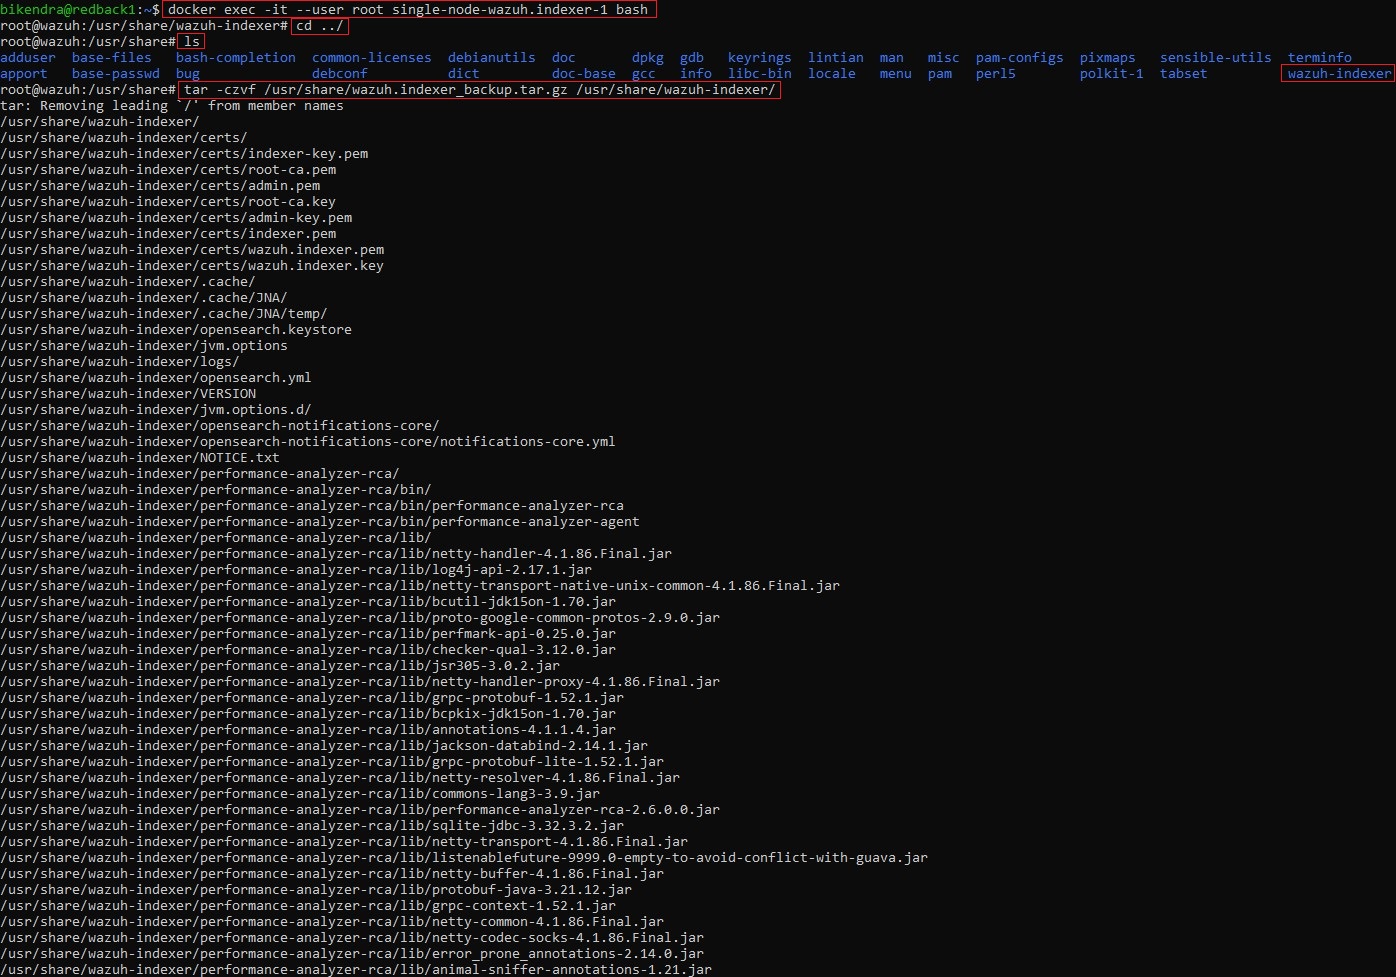 bikendra@redback1:~$ docker exec -it --user root single-node-wazuh.indexer-1 bash
root@wazuh:/usr/share/wazuh-indexer# cd ../
root@wazuh:/usr/share# ls
adduser base-files bash-completion common-licenses debianutils doc dpkg gdb keyrings lintian man misc pam-configs pixmaps sensible-utils terminfo
apport base-passwd bug debconf dict doc-base gcc info libc-bin locale menu pam perl5 polkit-1 tabset wazuh-indexer
root@wazuh:/usr/share# tar -czvf /usr/share/wazuh.indexer_backup.tar.gz /usr/share/wazuh-indexer/
tar: Removing leading `/' from member names
/usr/share/wazuh-indexer/
/usr/share/wazuh-indexer/certs/
/usr/share/wazuh-indexer/certs/indexer-key.pem
/usr/share/wazuh-indexer/certs/root-ca.pem
/usr/share/wazuh-indexer/certs/admin.pem
/usr/share/wazuh-indexer/certs/root-ca.key
/usr/share/wazuh-indexer/certs/admin-key.pem
/usr/share/wazuh-indexer/certs/indexer.pem
/usr/share/wazuh-indexer/certs/wazuh.indexer.pem
/usr/share/wazuh-indexer/certs/wazuh.indexer.key
/usr/share/wazuh-indexer/.cache/
/usr/share/wazuh-indexer/.cache/JNA/
/usr/share/wazuh-indexer/.cache/JNA/temp/
/usr/share/wazuh-indexer/opensearch.keystore
/usr/share/wazuh-indexer/jvm.options
/usr/share/wazuh-indexer/logs/
/usr/share/wazuh-indexer/opensearch.yml
/usr/share/wazuh-indexer/VERSION
/usr/share/wazuh-indexer/jvm.options.d/
/usr/share/wazuh-indexer/opensearch-notifications-core/
/usr/share/wazuh-indexer/opensearch-notifications-core/notifications-core.yml
/usr/share/wazuh-indexer/NOTICE.txt
/usr/share/wazuh-indexer/performance-analyzer-rca/
/usr/share/wazuh-indexer/performance-analyzer-rca/bin/
/usr/share/wazuh-indexer/performance-analyzer-rca/bin/performance-analyzer-rca
/usr/share/wazuh-indexer/performance-analyzer-rca/bin/performance-analyzer-agent
/usr/share/wazuh-indexer/performance-analyzer-rca/lib/
/usr/share/wazuh-indexer/performance-analyzer-rca/lib/netty-handler-4.1.86.Final.jar
/usr/share/wazuh-indexer/performance-analyzer-rca/lib/log4j-api-2.17.1.jar
/usr/share/wazuh-indexer/performance-analyzer-rca/lib/netty-transport-native-unix-common-4.1.86.Final.jar
/usr/share/wazuh-indexer/performance-analyzer-rca/lib/bcutil-jdk15on-1.70.jar
/usr/share/wazuh-indexer/performance-analyzer-rca/lib/proto-google-common-protos-2.9.0.jar
/usr/share/wazuh-indexer/performance-analyzer-rca/lib/perfmark-api-0.25.0.jar
/usr/share/wazuh-indexer/performance-analyzer-rca/lib/checker-qual-3.12.0.jar
/usr/share/wazuh-indexer/performance-analyzer-rca/lib/jsr305-3.0.2.jar
/usr/share/wazuh-indexer/performance-analyzer-rca/lib/netty-handler-proxy-4.1.86.Final.jar
/usr/share/wazuh-indexer/performance-analyzer-rca/lib/grpc-protobuf-1.52.1.jar
/usr/share/wazuh-indexer/performance-analyzer-rca/lib/bcpkix-jdk15on-1.70.jar
/usr/share/wazuh-indexer/performance-analyzer-rca/lib/annotations-4.1.1.4.jar
/usr/share/wazuh-indexer/performance-analyzer-rca/lib/jackson-databind-2.14.1.jar
/usr/share/wazuh-indexer/performance-analyzer-rca/lib/grpc-protobuf-lite-1.52.1.jar
/usr/share/wazuh-indexer/performance-analyzer-rca/lib/netty-resolver-4.1.86.Final.jar
/usr/share/wazuh-indexer/performance-analyzer-rca/lib/commons-lang3-3.9.jar
/usr/share/wazuh-indexer/performance-analyzer-rca/lib/performance-analyzer-rca-2.6.0.0.jar
/usr/share/wazuh-indexer/performance-analyzer-rca/lib/sqlite-jdbc-3.32.3.2.jar
/usr/share/wazuh-indexer/performance-analyzer-rca/lib/netty-transport-4.1.86.Final.jar
/usr/share/wazuh-indexer/performance-analyzer-rca/lib/listenablefuture-9999.0-empty-to-avoid-conflict-with-guava.jar
/usr/share/wazuh-indexer/performance-analyzer-rca/lib/netty-buffer-4.1.86.Final.jar
/usr/share/wazuh-indexer/performance-analyzer-rca/lib/protobuf-java-3.21.12.jar
/usr/share/wazuh-indexer/performance-analyzer-rca/lib/grpc-context-1.52.1.jar
/usr/share/wazuh-indexer/performance-analyzer-rca/lib/netty-common-4.1.86.Final.jar
/usr/share/wazuh-indexer/performance-analyzer-rca/lib/netty-codec-socks-4.1.86.Final.jar
/usr/share/wazuh-indexer/performance-analyzer-rca/lib/error_prone_annotations-2.14.0.jar
/usr/share/wazuh-indexer/performance-analyzer-rca/lib/animal-sniffer-annotations-1.21.jar